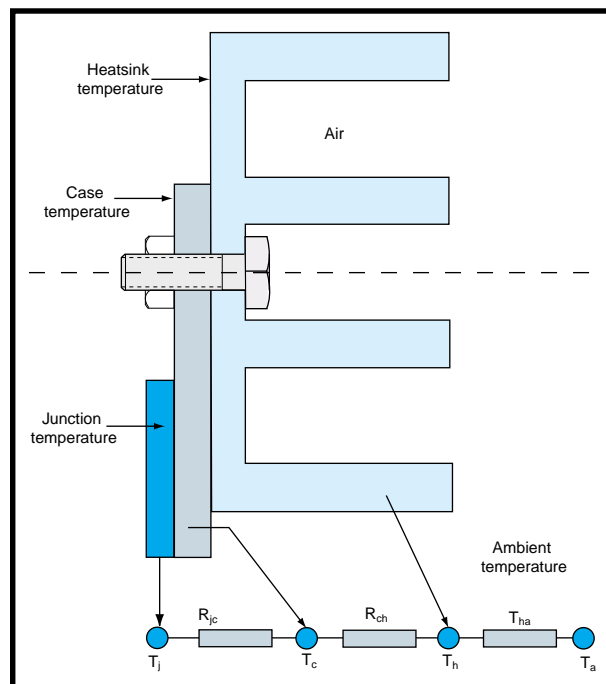 Heatsink
temperature
Air
Case
temperature
Junction
temperature
Ambient
temperature
Rjc
Rch
Tha
Tj
Tc
Th
Ta